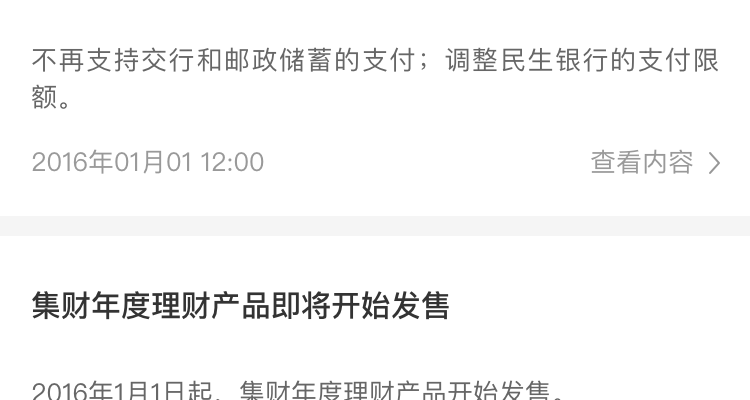 不再支持交行和邮政储蓄的支付；调整民生银行的支付限
额。
2016年01月01 12:00
查看内容
集财年度理财产品即将开始发售
2016年1月1日起，集财年度理财产品开始发售。